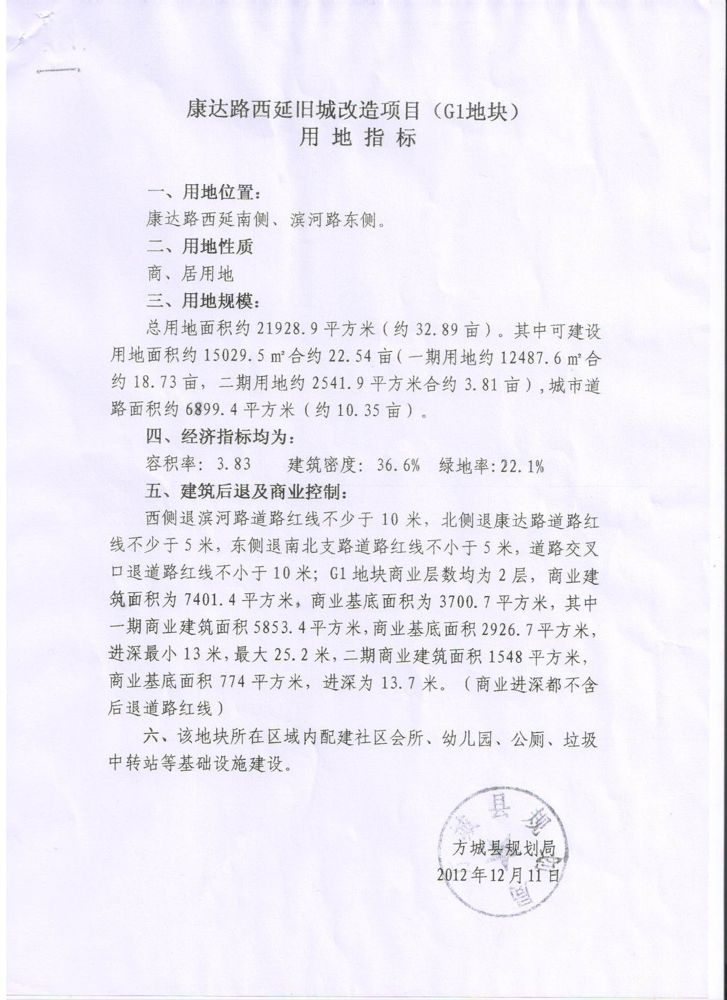 康达路西延旧城改造项目（G1地块）
用 地 指 标
一、用地位置：
康达路西延南侧、滨河路东侧。
二、用地性质
商、居用地
三、用地规模：
总用地面积约 21928.9 平方米（约 32.89 亩）。其中可建设
用地面积约 15029.5 ㎡合约 22.54 亩（一期用地约 12487.6 ㎡合
约 18.73 亩，二期用地约 2541.9 平方米合约 3.81 亩）,城市道
路面积约 6899.4 平方米（约 10.35 亩）。
四、经济指标均为：
容积率：3.83 建筑密度：36.6% 绿地率：22.1%
五、建筑后退及商业控制：
西侧退滨河路道路红线不少于 10 米，北侧退康达路道路红
线不少于 5 米，东侧退南北支路道路红线不小于 5 米，道路交叉
口退道路红线不小于 10 米；G1 地块商业层数均为 2 层，商业建
筑面积为 7401.4 平方米，商业基底面积为 3700.7 平方米，其中
一期商业建筑面积 5853.4 平方米，商业基底面积 2926.7 平方米，
进深最小 13 米，最大 25.2 米，二期商业建筑面积 1548 平方米，
商业基底面积 774 平方米，进深为 13.7 米。（商业进深都不含
后退道路红线）
六、该地块所在区域内配建社区会所、幼儿园、公厕、垃圾
中转站等基础设施建设。
方城县规划局
2012 年 12 月 11 日
城县规划局